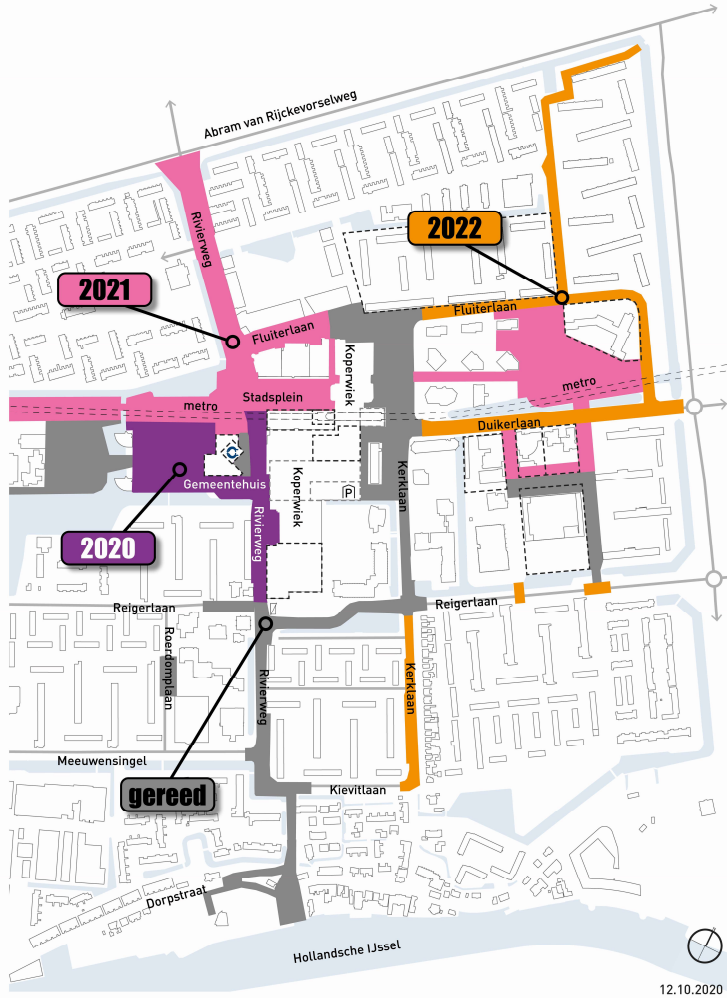 Abram van Rijckevorselweg
Rivierweg
2022
2021
Fluiterlaan
Fluiterlaan
Koperwiek
metro
Stadsplein
metro
Duikerlaan
Gemeentehuis
Koperwiek
Kerklaan
P
2020
Rivierweg
Reigerlaan
Reigerlaan
Roerdomplaan
Rivierweg
Kerklaan
Meeuwensingel
gereed
Kievitlaan
Dorpstraat
Hollandsche IJssel
12.10.2020